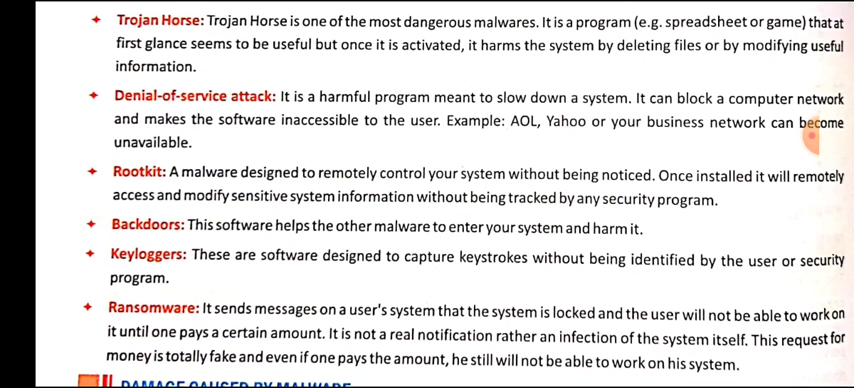 ✦ Trojan Horse: Trojan Horse is one of the most dangerous malwares. It is a program (e.g. spreadsheet or game) that at
first glance seems to be useful but once it is activated, it harms the system by deleting files or by modifying useful
information.
✦ Denial-of-service attack: It is a harmful program meant to slow down a system. It can block a computer network
and makes the software inaccessible to the user. Example: AOL, Yahoo or your business network can become
unavailable.
✦ Rootkit: A malware designed to remotely control your system without being noticed. Once installed it will remotely
access and modify sensitive system information without being tracked by any security program.
✦ Backdoors: This software helps the other malware to enter your system and harm it.
✦ Keyloggers: These are software designed to capture keystrokes without being identified by the user or security
program.
✦ Ransomware: It sends messages on a user's system that the system is locked and the user will not be able to work on
it until one pays a certain amount. It is not a real notification rather an infection of the system itself. This request for
money is totally fake and even if one pays the amount, he still will not be able to work on his system.
DAMAGE CAUSED BY MALWARE